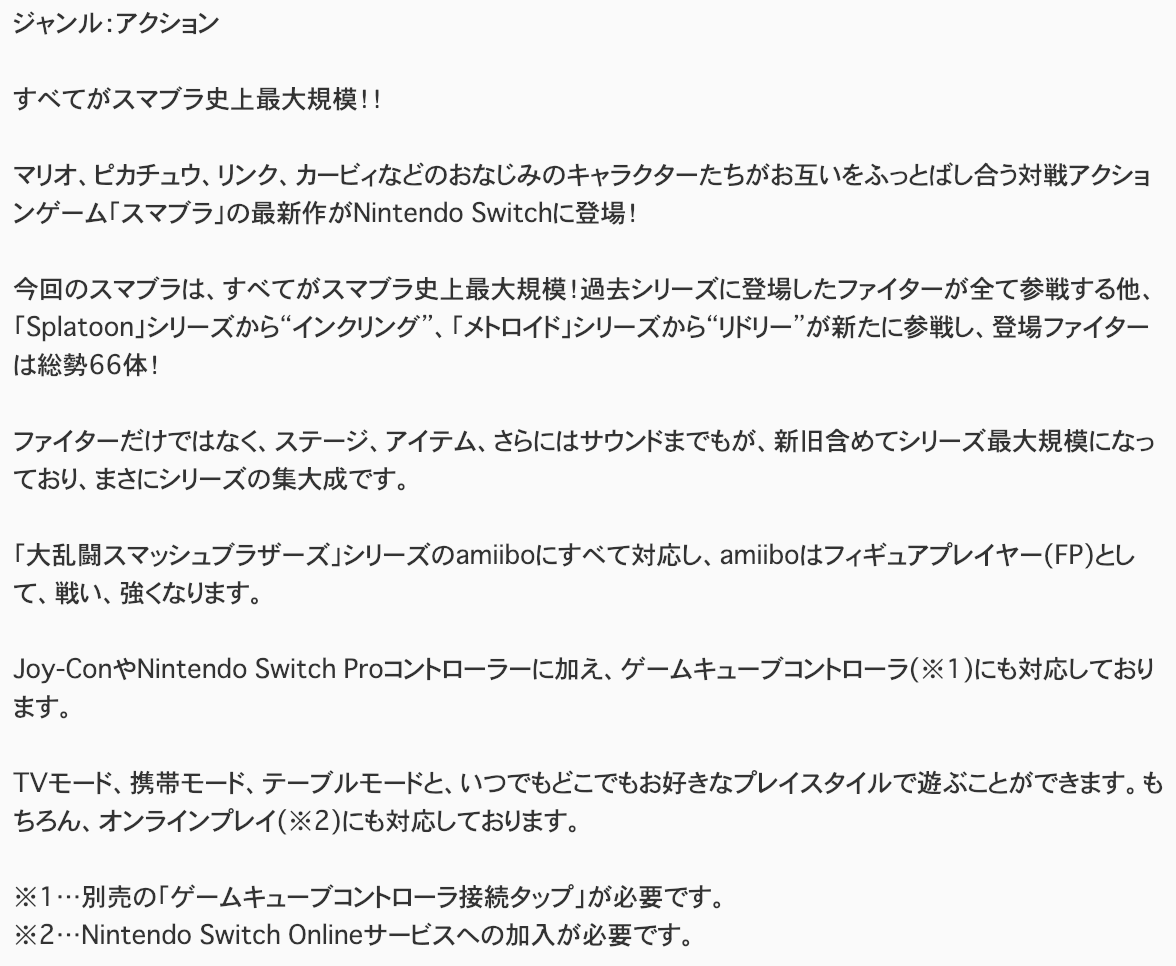 ジャンル：アクション
すべてがスマブラ史上最大規模！！
マリオ、ピカチュウ、リンク、カービィなどのおなじみのキャラクターたちがお互いをふっとばし合う対戦アクショ
ンゲーム「スマブラ」の最新作がNintendo Switchに登場！
今回のスマブラは、すべてがスマブラ史上最大規模！過去シリーズに登場したファイターが全て参戦する他、
「Splatoon」シリーズから“インクリング”、「メトロイド」シリーズから“リドリー”が新たに参戦し、登場ファイター
は総勢66体！
ファイターだけではなく、ステージ、アイテム、さらにはサウンドまでもが、新旧含めてシリーズ最大規模になっ
ており、まさにシリーズの集大成です。
「大乱闘スマッシュブラザーズ」シリーズのamiiboにすべて対応し、amiiboはフィギュアプレイヤー(FP)とし
て、戦い、強くなります。
Joy-ConやNintendo Switch Proコントローラーに加え、ゲームキューブコントローラ(※1)にも対応しており
ます。
TVモード、携帯モード、テーブルモードと、いつでもどこでもお好きなプレイスタイルで遊ぶことができます。も
ちろん、オンラインプレイ(※2)にも対応しております。
※1…別売の「ゲームキューブコントローラ接続タップ」が必要です。
※2…Nintendo Switch Onlineサービスへの加入が必要です。